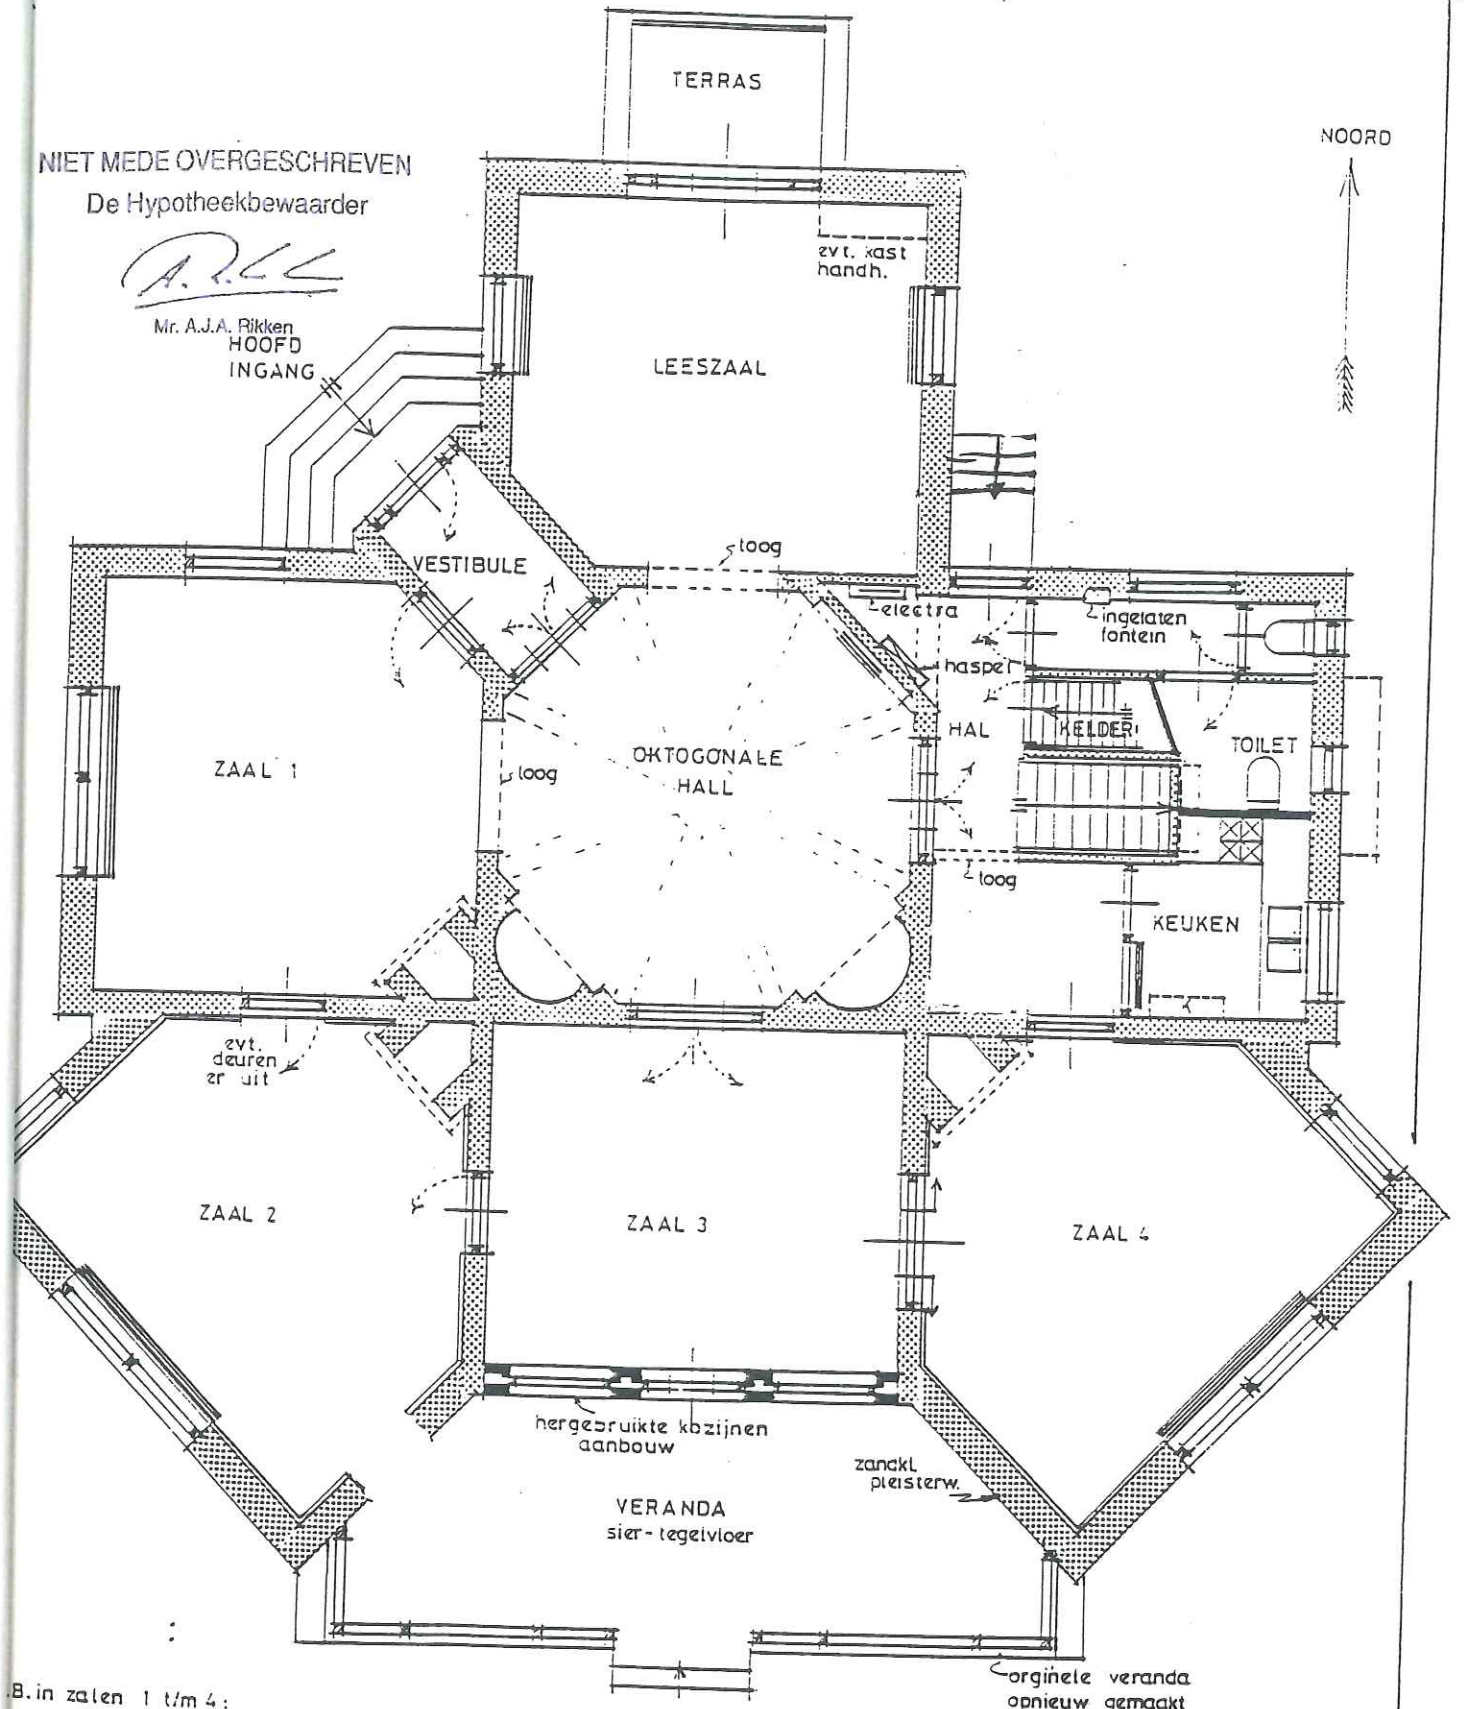 TERRAS
NOORD
NIET MEDE OVERGESCHREVEN
De Hypotheekbewaarder
Mr. A.J.A. Rikken
HOOFD
INGANG
evt. kast
handh.
LEESZAAL
VESTIBULE
toog
electra
ingelaten
fontein
haspel
HAL
KELDER
TOILET
ZAAL 1
toog
OKTOGONALE
HALL
toog
KEUKEN
evt.
deuren
er uit
ZAAL 2
ZAAL 3
ZAAL 4
hergebruikte kozijnen
aanbouw
zandkl.
pleisterw.
VERANDA
sier-tegelvloer
orginele veranda
opnieuw gemaakt
.B. in zalen 1 t/m 4: